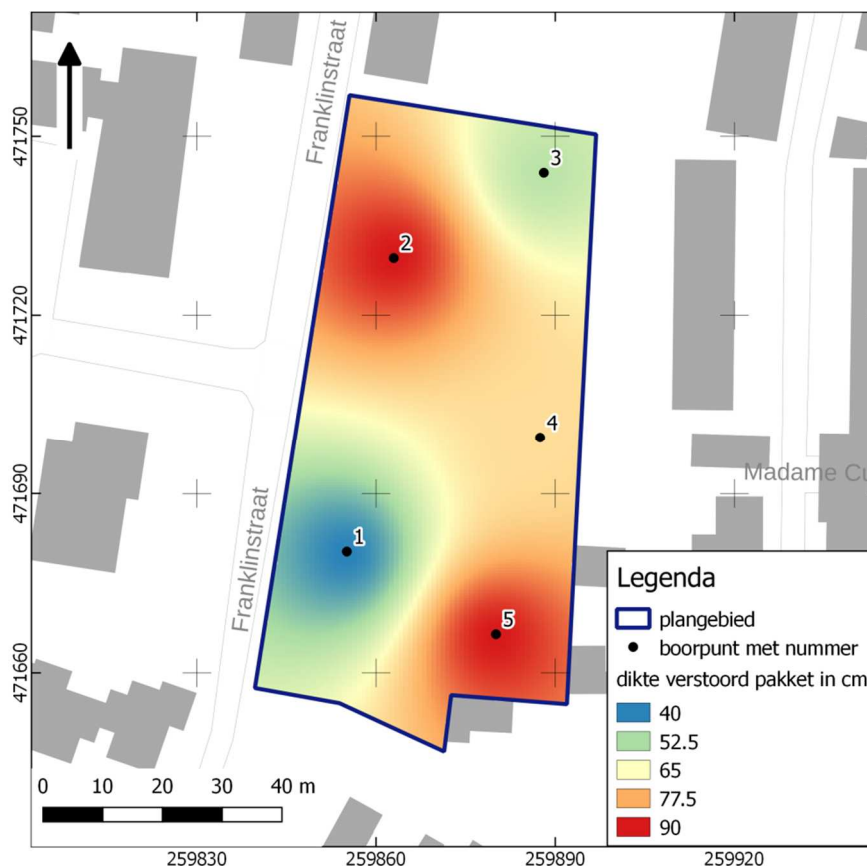 Franklinstraat
3
2
4
1
5
Franklinstraat
Madame Cu
471750
471720
471690
471660
0 10 20 30 40 m
259830 259860 259890 259920
Legenda
plangebied
boorpunt met nummer
dikte verstoord pakket in cm
40
52.5
65
77.5
90